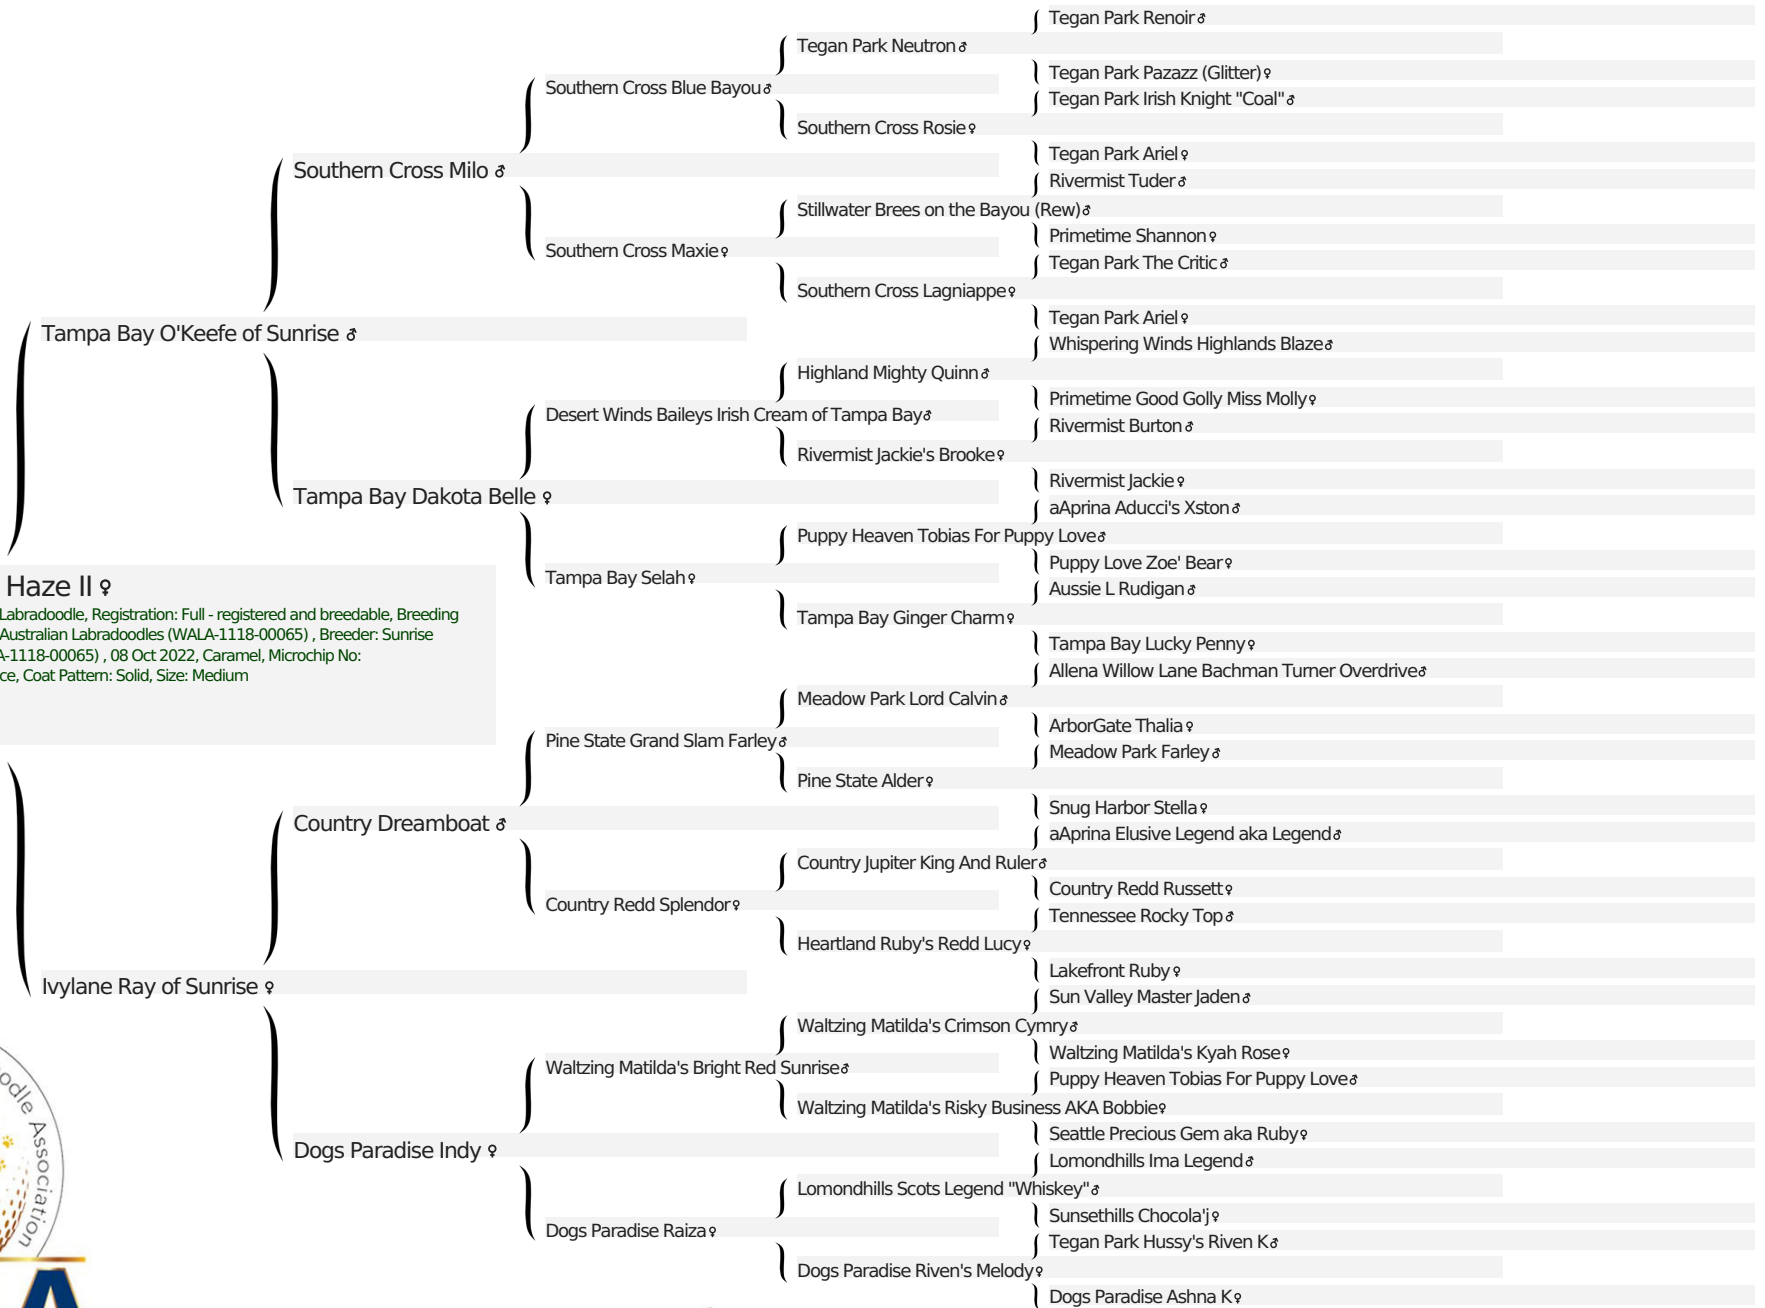 Tegan Park Renoir♂
Tegan Park Neutron♂
Tegan Park Pazazz (Glitter)♀
Southern Cross Blue Bayou♂
Tegan Park Irish Knight "Coal"♂
Southern Cross Rosie♀
Tegan Park Ariel♀
Southern Cross Milo ♂
Rivermist Tuder♂
Stillwater Brees on the Bayou (Rew)♂
Primetime Shannon♀
Southern Cross Maxie♀
Tegan Park The Critic♂
Southern Cross Lagniappe♀
Tegan Park Ariel♀
Tampa Bay O'Keefe of Sunrise ♂
Whispering Winds Highlands Blaze♂
Highland Mighty Quinn♂
Primetime Good Golly Miss Molly♀
Desert Winds Baileys Irish Cream of Tampa Bay♂
Rivermist Burton♂
Rivermist Jackie's Brooke♀
Rivermist Jackie♀
Tampa Bay Dakota Belle ♀
aAprina Aducci's Xston♂
Puppy Heaven Tobias For Puppy Love♂
Puppy Love Zoe' Bear♀
Tampa Bay Selah♀
Aussie L Rudigan♂
Haze II ♀
Labradoodle, Registration: Full - registered and breedable, Breeding
Australian Labradoodles (WALA-1118-00065) , Breeder: Sunrise
A-1118-00065) , 08 Oct 2022, Caramel, Microchip No:
ce, Coat Pattern: Solid, Size: Medium
Tampa Bay Ginger Charm♀
Tampa Bay Lucky Penny♀
Allena Willow Lane Bachman Turner Overdrive♂
Meadow Park Lord Calvin♂
ArborGate Thalia♀
Pine State Grand Slam Farley♂
Meadow Park Farley♂
Pine State Alder♀
Snug Harbor Stella♀
Country Dreamboat ♂
aAprina Elusive Legend aka Legend♂
Country Jupiter King And Ruler♂
Country Redd Russett♀
Country Redd Splendor♀
Tennessee Rocky Top♂
Heartland Ruby's Redd Lucy♀
Lakefront Ruby♀
Ivylane Ray of Sunrise ♀
Sun Valley Master Jaden♂
Waltzing Matilda's Crimson Cymry♂
Waltzing Matilda's Kyah Rose♀
Waltzing Matilda's Bright Red Sunrise♂
Puppy Heaven Tobias For Puppy Love♂
Waltzing Matilda's Risky Business AKA Bobbie♀
Seattle Precious Gem aka Ruby♀
Dogs Paradise Indy ♀
Lomondhills Ima Legend♂
Lomondhills Scots Legend "Whiskey"♂
Sunsethills Chocola'j♀
Dogs Paradise Raiza♀
Tegan Park Hussy's Riven K♂
Dogs Paradise Riven's Melody♀
Dogs Paradise Ashna K♀
odle Association
A